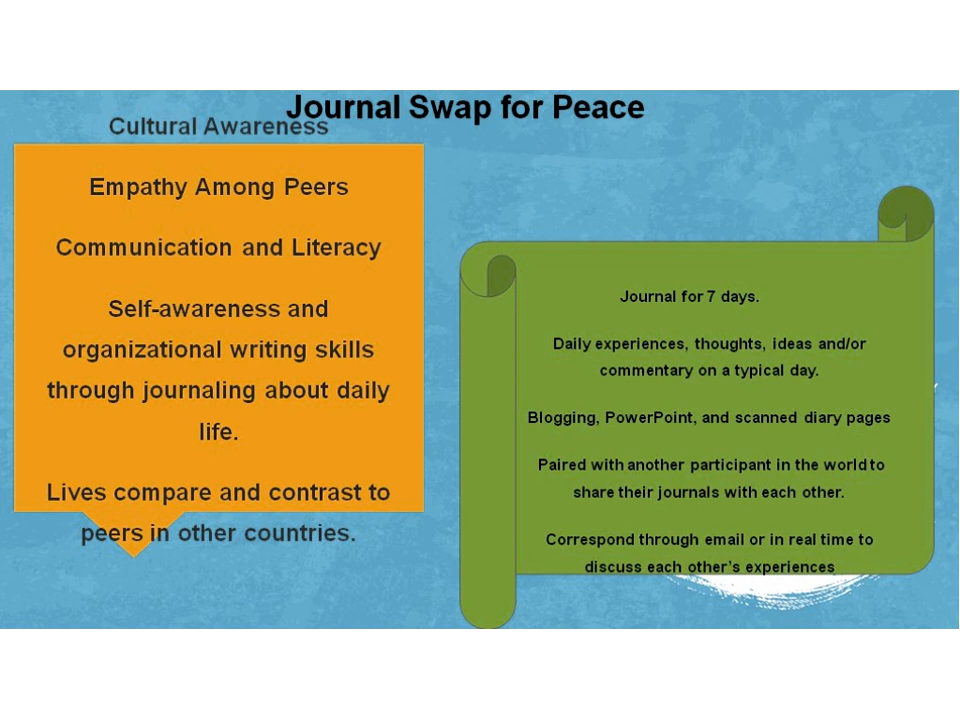 Journal Swap for Peace
Cultural Awareness
Empathy Among Peers
Communication and Literacy
Self-awareness and
organizational writing skills
through journaling about daily
life.
Lives compare and contrast to
peers in other countries.
Journal for 7 days.
Daily experiences, thoughts, ideas and/or
commentary on a typical day.
Blogging, PowerPoint, and scanned diary pages
Paired with another participant in the world to
share their journals with each other.
Correspond through email or in real time to
discuss each other’s experiences